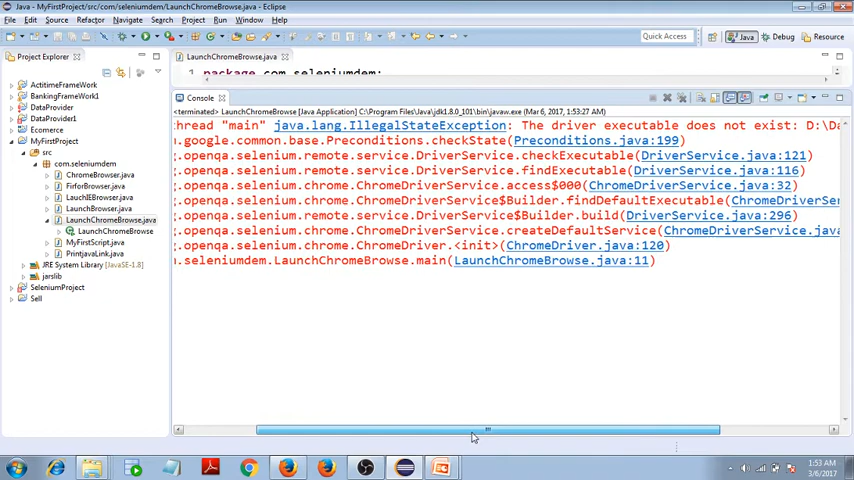 Java - MyFirstProject/src/com/seleniumdem/LaunchChromeBrowse.java - Eclipse
File Edit Source Refactor Navigate Search Project Run Window Help
Quick Access
Java
Debug
Resource
Project Explorer
ActitimeFrameWork
BankingFrameWork1
DataProvider
DataProvider1
Ecomerce
MyFirstProject
src
com.seleniumdem
ChromeBrowser.java
FirforBrowser.java
LauchIEBrowser.java
LaunchBrowser.java
LaunchChromeBrowse.java
LaunchChromeBrowse
MyFirstScript.java
PrintjavaLink.java
JRE System Library [JavaSE-1.8]
jarslib
SeleniumProject
Sell
LaunchChromeBrowse.java
1 package com.seleniumdem;
Console
<terminated> LaunchChromeBrowse [Java Application] C:\Program Files\Java\jdk1.8.0_101\bin\javaw.exe (Mar 6, 2017, 1:53:27 AM)
thread "main" java.lang.IllegalStateException: The driver executable does not exist: D:\Da
.google.common.base.Preconditions.checkState(Preconditions.java:199)
.openqa.selenium.remote.service.DriverService.checkExecutable(DriverService.java:121)
.openqa.selenium.remote.service.DriverService.findExecutable(DriverService.java:116)
.openqa.selenium.chrome.ChromeDriverService.access$000(ChromeDriverService.java:32)
.openqa.selenium.chrome.ChromeDriverService$Builder.findDefaultExecutable(ChromeDriverSer
.openqa.selenium.remote.service.DriverService$Builder.build(DriverService.java:296)
.openqa.selenium.chrome.ChromeDriverService.createDefaultService(ChromeDriverService.java
.openqa.selenium.chrome.ChromeDriver.<init>(ChromeDriver.java:120)
.seleniumdem.LaunchChromeBrowse.main(LaunchChromeBrowse.java:11)
1:53 AM
3/6/2017